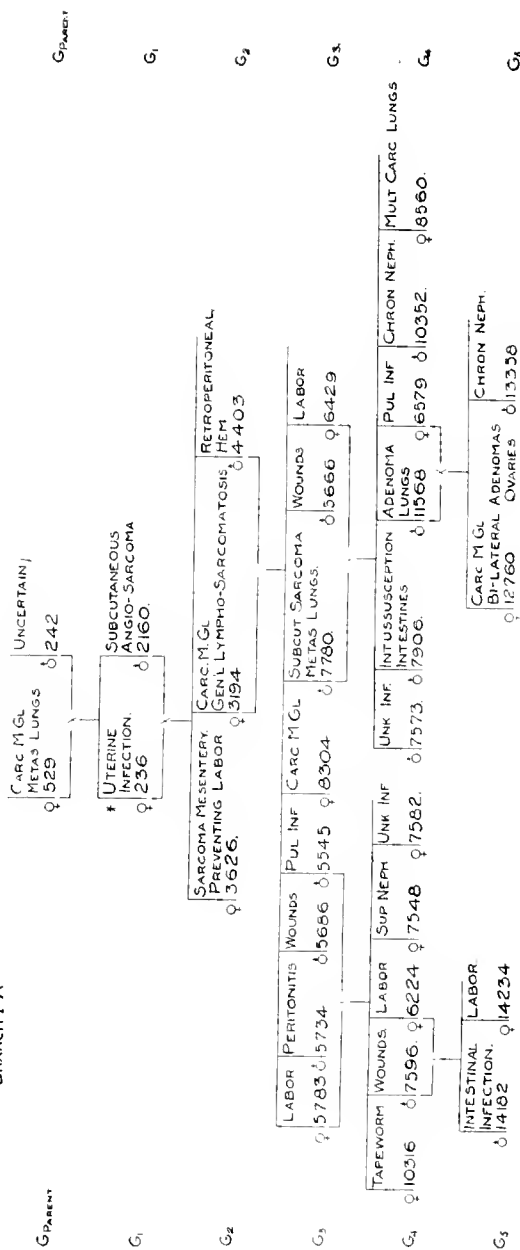 BRANCH I-A
GPARENT
CARC M GL
METAS LUNGS
♀ 529
UNCERTAIN
♂ 242
GPARENT
G1
* UTERINE
INFECTION.
♀ 236
SUBCUTANEOUS
ANGIO-SARCOMA
♂ 2160.
G1
G2
SARCOMA MESENTERY.
PREVENTING LABOR
♀ 3626.
CARC. M. GL
GEN'L LYMPHO-SARCOMATOSIS
♀ 3194
RETROPERITONEAL,
HEM
♂ 4403
G2
G3
LABOR
♀ 5783
PERITONITIS
♂ 5734
WOUNDS
♂ 5686
PUL INF
♂ 5545
CARC M GL
♀ 8304
SUBCUT SARCOMA
METAS LUNGS.
♂ 7780.
WOUNDS
♂ 5666
LABOR
♀ 6429
G3.
G4
TAPEWORM
♀ 10316
WOUNDS.
♂ 7596.
LABOR
♀ 6224
SUP NEPH
♀ 7548
UNK INF
♀ 7582.
UNK INF.
♂ 7573.
INTUSSUSCEPTION
INTESTINES
♂ 7906.
ADENOMA
LUNGS
♂ 11568
PUL INF
♀ 6579
CHRON NEPH.
♂ 10352.
MULT CARC LUNGS
♀ 8560.
G4
G5
INTESTINAL
INFECTION.
♂ 14182
LABOR.
♀ 14234
CARC M GL
BI-LATERAL ADENOMAS
OVARIES
♀ 12760
CHRON NEPH.
♂ 13338
G5